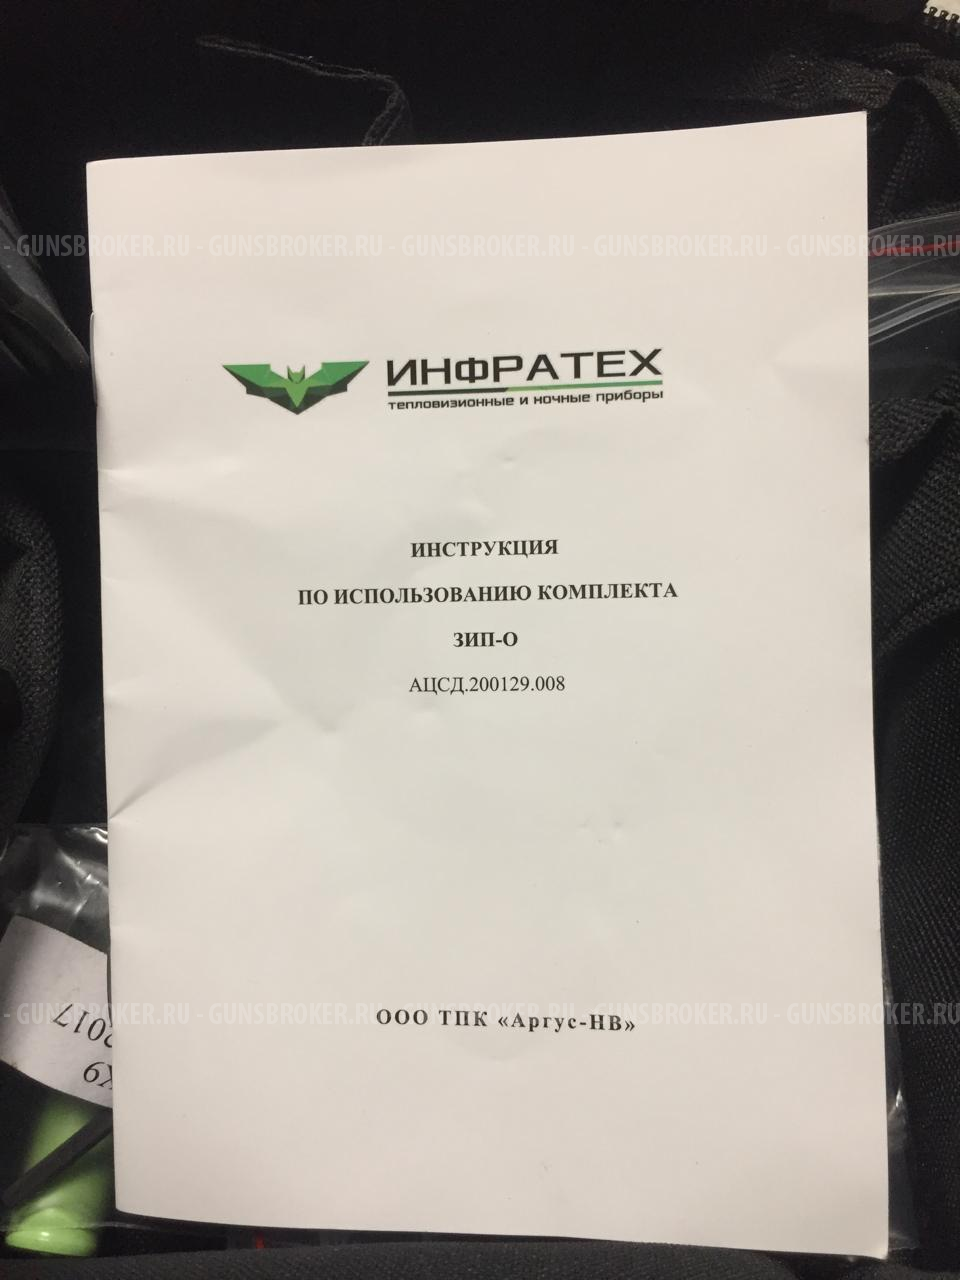 - GUNSBROKER.RU - GUNSBROKER.RU - GUNSBROKER.RU - GUNSBROKER.RU - GUNSBROKER.RU
ИНФРАТЕХ
тепловизионные и ночные приборы
ИНСТРУКЦИЯ
ПО ИСПОЛЬЗОВАНИЮ КОМПЛЕКТА
ЗИП-О
АЦСД.200129.008
- GUNSBROKER.RU - GUNSBROKER.RU - GUNSBROKER.RU - GUNSBROKER.RU - GUNSBROKER.RU
ООО ТПК «Аргус-НВ»
2017